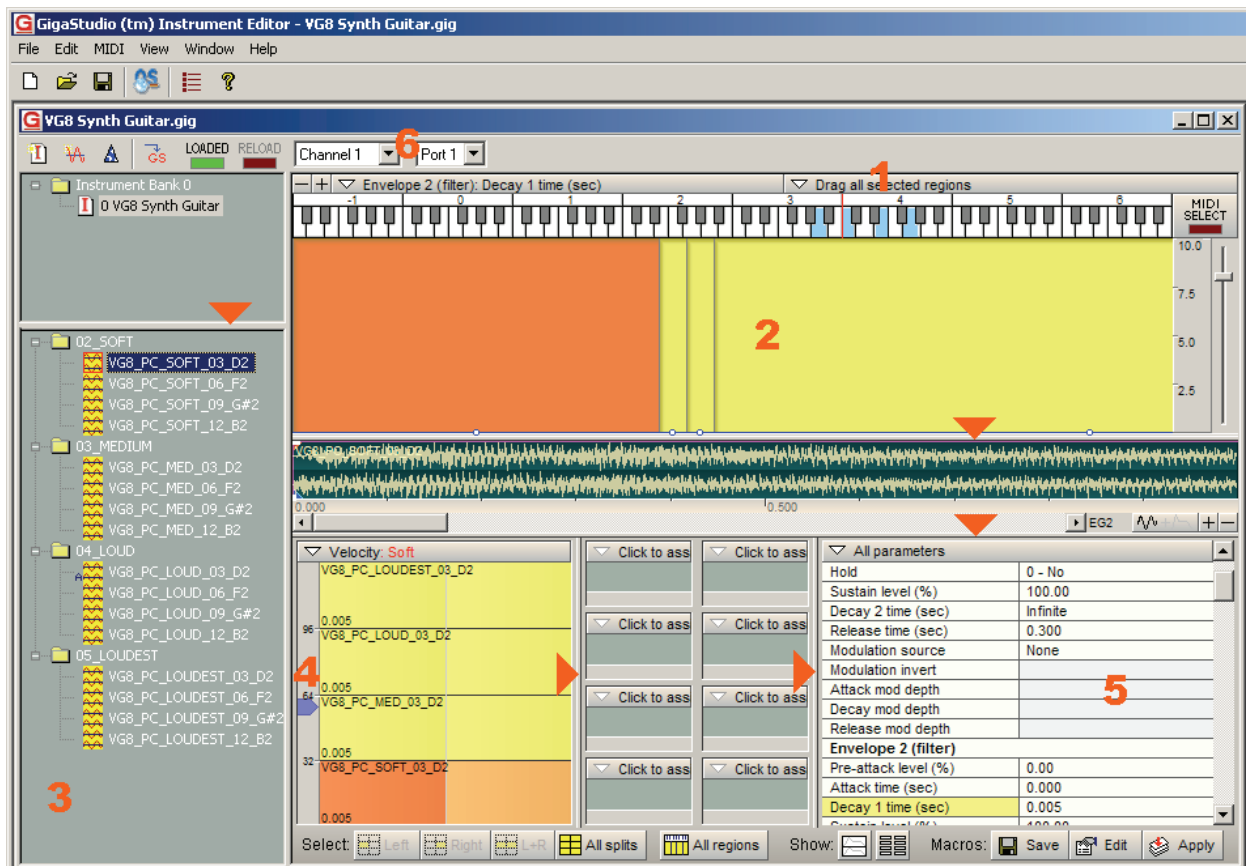 GigaStudio (tm) Instrument Editor - VG8 Synth Guitar.gig
File Edit MIDI View Window Help
VG8 Synth Guitar.gig
LOADED RELOAD Channel 1 6 Port 1
GS
Instrument Bank 0
0 VG8 Synth Guitar
Envelope 2 (filter): Decay 1 time (sec) Drag all selected regions
1
-1 0 1 2 3 4 5 6
MIDI SELECT
10.0
7.5
5.0
2.5
2
02_SOFT
VG8_PC_SOFT_03_D2
VG8_PC_SOFT_06_F2
VG8_PC_SOFT_09_G#2
VG8_PC_SOFT_12_B2
03_MEDIUM
VG8_PC_MED_03_D2
VG8_PC_MED_06_F2
VG8_PC_MED_09_G#2
VG8_PC_MED_12_B2
04_LOUD
VG8_PC_LOUD_03_D2
VG8_PC_LOUD_06_F2
VG8_PC_LOUD_09_G#2
VG8_PC_LOUD_12_B2
05_LOUDEST
VG8_PC_LOUDEST_03_D2
VG8_PC_LOUDEST_06_F2
VG8_PC_LOUDEST_09_G#2
VG8_PC_LOUDEST_12_B2
3
VG8_PC_SOFT_03_D2
0.000 0.500
EG2
Velocity: Soft
VG8_PC_LOUDEST_03_D2
0.005
96
VG8_PC_LOUD_03_D2
4
0.005
64
VG8_PC_MED_03_D2
0.005
32
VG8_PC_SOFT_03_D2
0.005
Click to ass Click to ass
Click to ass Click to ass
Click to ass Click to ass
Click to ass Click to ass
All parameters
Hold 0 - No
Sustain level (%) 100.00
Decay 2 time (sec) Infinite
Release time (sec) 0.300
Modulation source None
Modulation invert
Attack mod depth
5
Decay mod depth
Release mod depth
Envelope 2 (filter)
Pre-attack level (%) 0.00
Attack time (sec) 0.000
Decay 1 time (sec) 0.005
Sustain level (%) 100.00
Select: Left Right L+R All splits All regions Show: Macros: Save Edit Apply